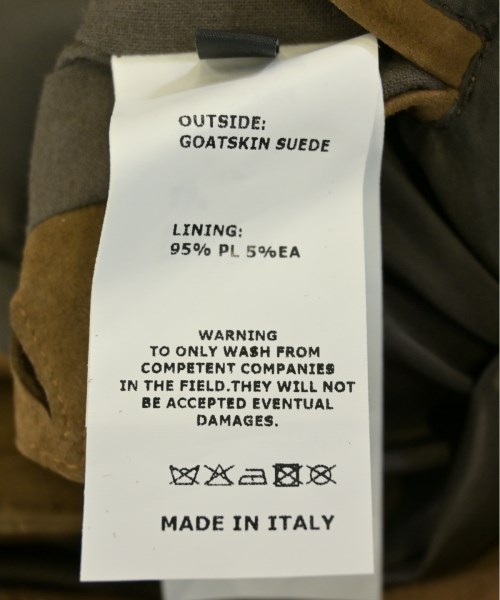 OUTSIDE:
GOATSKIN SUEDE
LINING:
95% PL 5%EA
WARNING
TO ONLY WASH FROM
COMPETENT COMPANIES
IN THE FIELD.THEY WILL NOT
BE ACCEPTED EVENTUAL
DAMAGES.
MADE IN ITALY